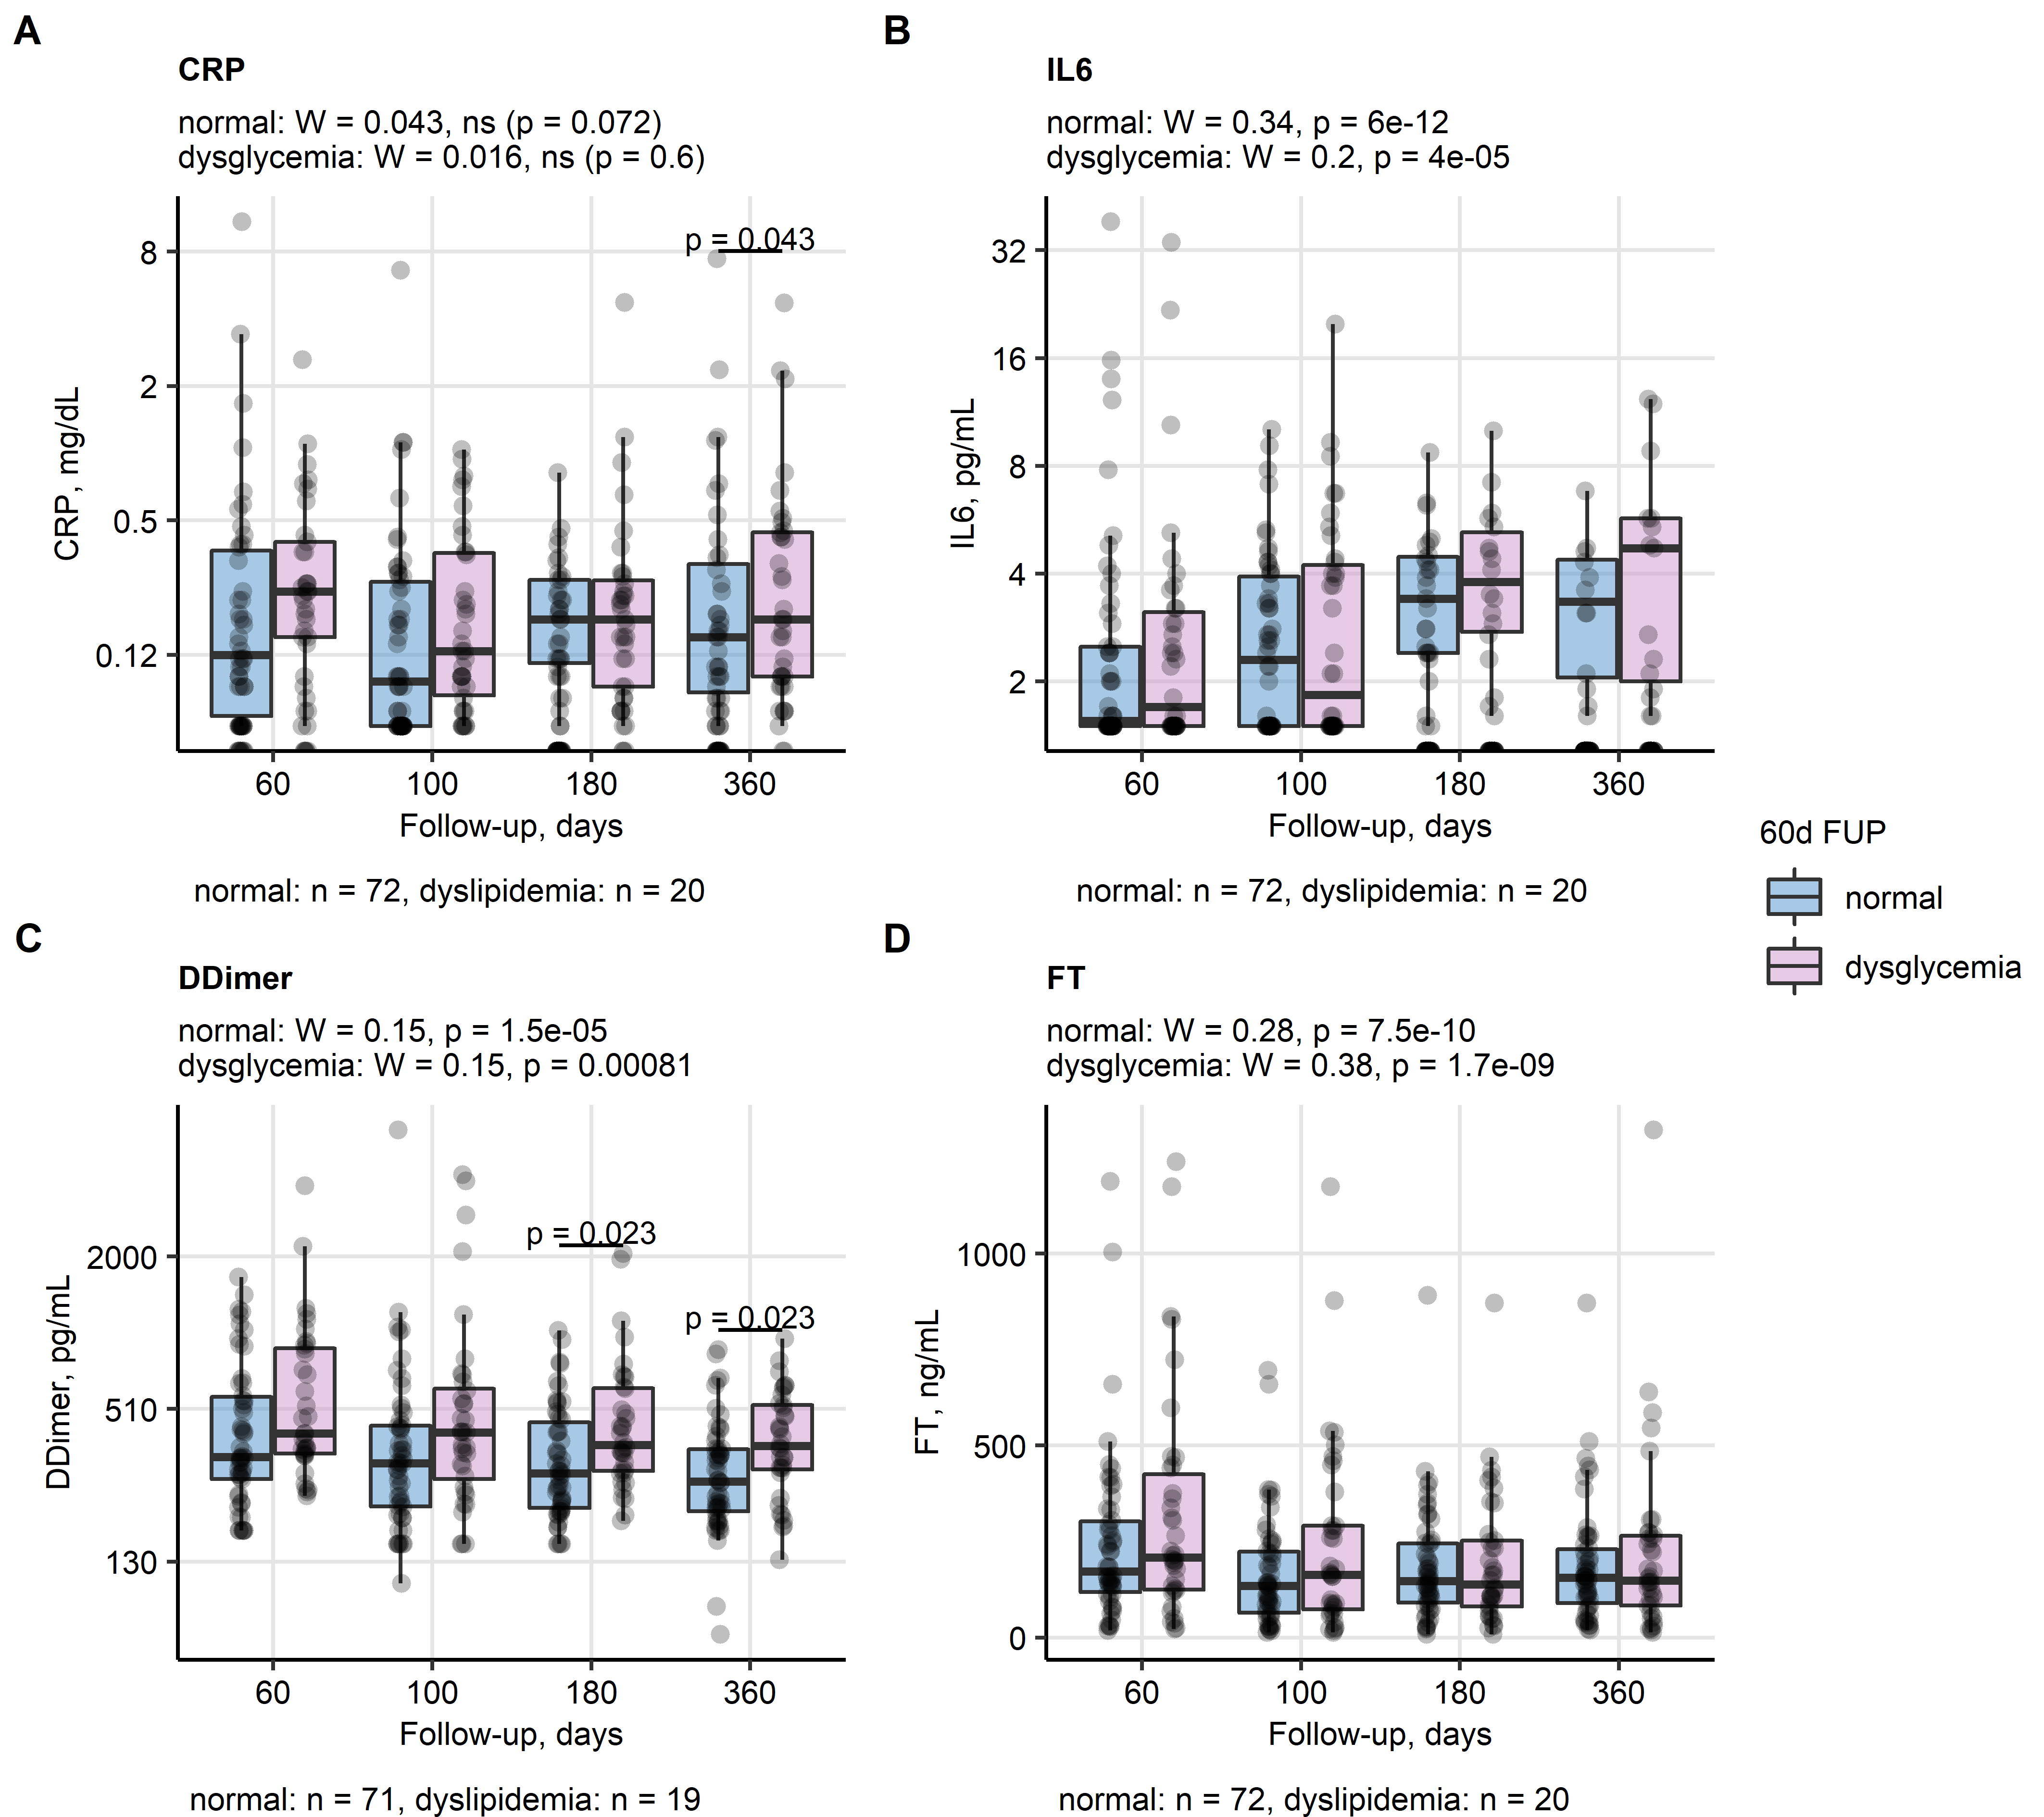 A
CRP
normal: W = 0.043, ns (p = 0.072)
dysglycemia: W = 0.016, ns (p = 0.6)
CRP, mg/dL
8
2
0.5
0.12
p = 0.043
60
100
180
360
Follow-up, days
normal: n = 72, dyslipidemia: n = 20
B
IL6
normal: W = 0.34, p = 6e-12
dysglycemia: W = 0.2, p = 4e-05
IL6, pg/mL
32
16
8
4
2
60
100
180
360
Follow-up, days
normal: n = 72, dyslipidemia: n = 20
60d FUP
normal
dysglycemia
C
DDimer
normal: W = 0.15, p = 1.5e-05
dysglycemia: W = 0.15, p = 0.00081
DDimer, pg/mL
2000
510
130
p = 0.023
p = 0.023
60
100
180
360
Follow-up, days
normal: n = 71, dyslipidemia: n = 19
D
FT
normal: W = 0.28, p = 7.5e-10
dysglycemia: W = 0.38, p = 1.7e-09
FT, ng/mL
1000
500
0
60
100
180
360
Follow-up, days
normal: n = 72, dyslipidemia: n = 20